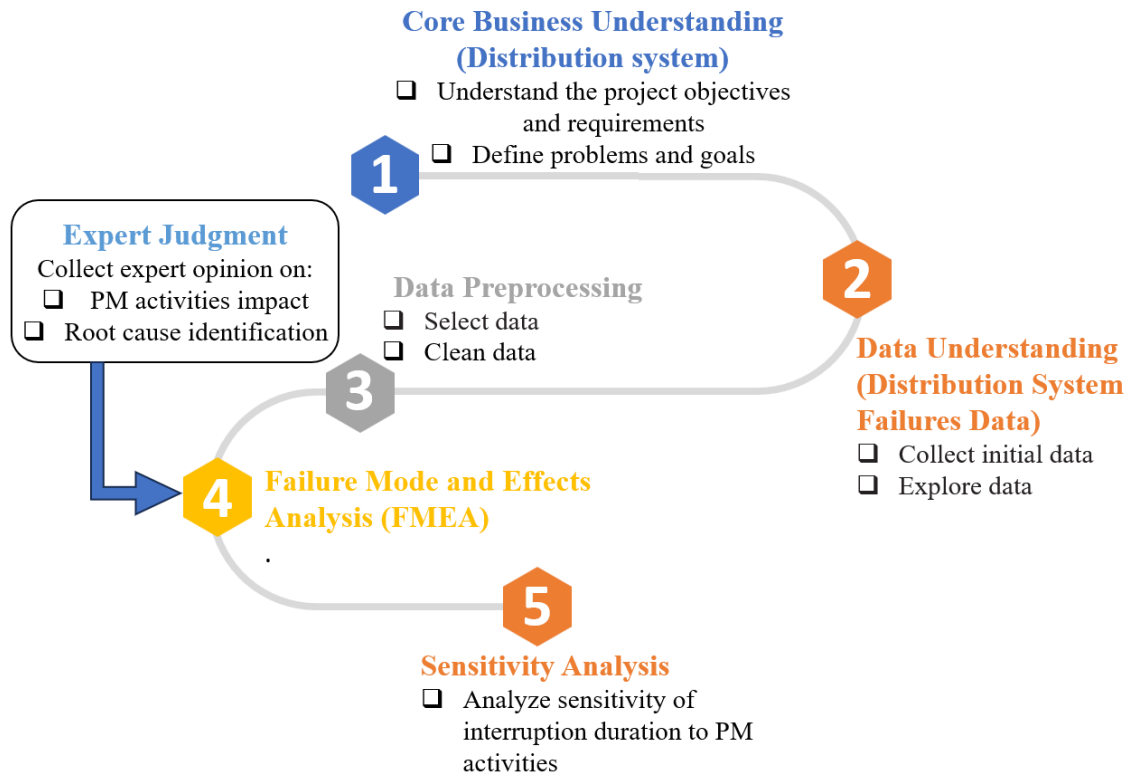 Core Business Understanding
(Distribution system)
❑ Understand the project objectives
and requirements
❑ Define problems and goals
1
2
Data Understanding
(Distribution System
Failures Data)
❑ Collect initial data
❑ Explore data
Data Preprocessing
❑ Select data
❑ Clean data
3
Expert Judgment
Collect expert opinion on:
❑ PM activities impact
❑ Root cause identification
4
Failure Mode and Effects
Analysis (FMEA)
.
5
Sensitivity Analysis
❑ Analyze sensitivity of
interruption duration to PM
activities